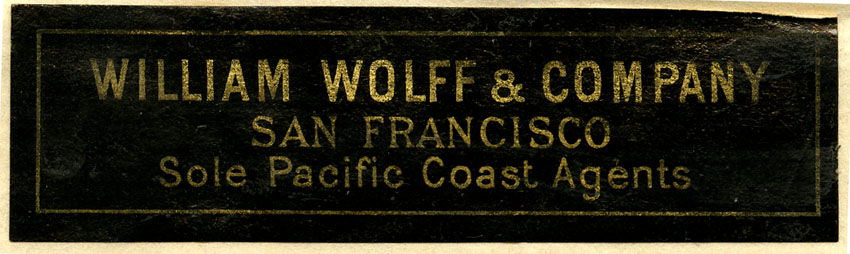 WILLIAM WOLFF & COMPANY
SAN FRANCISCO
Sole Pacific Coast Agents